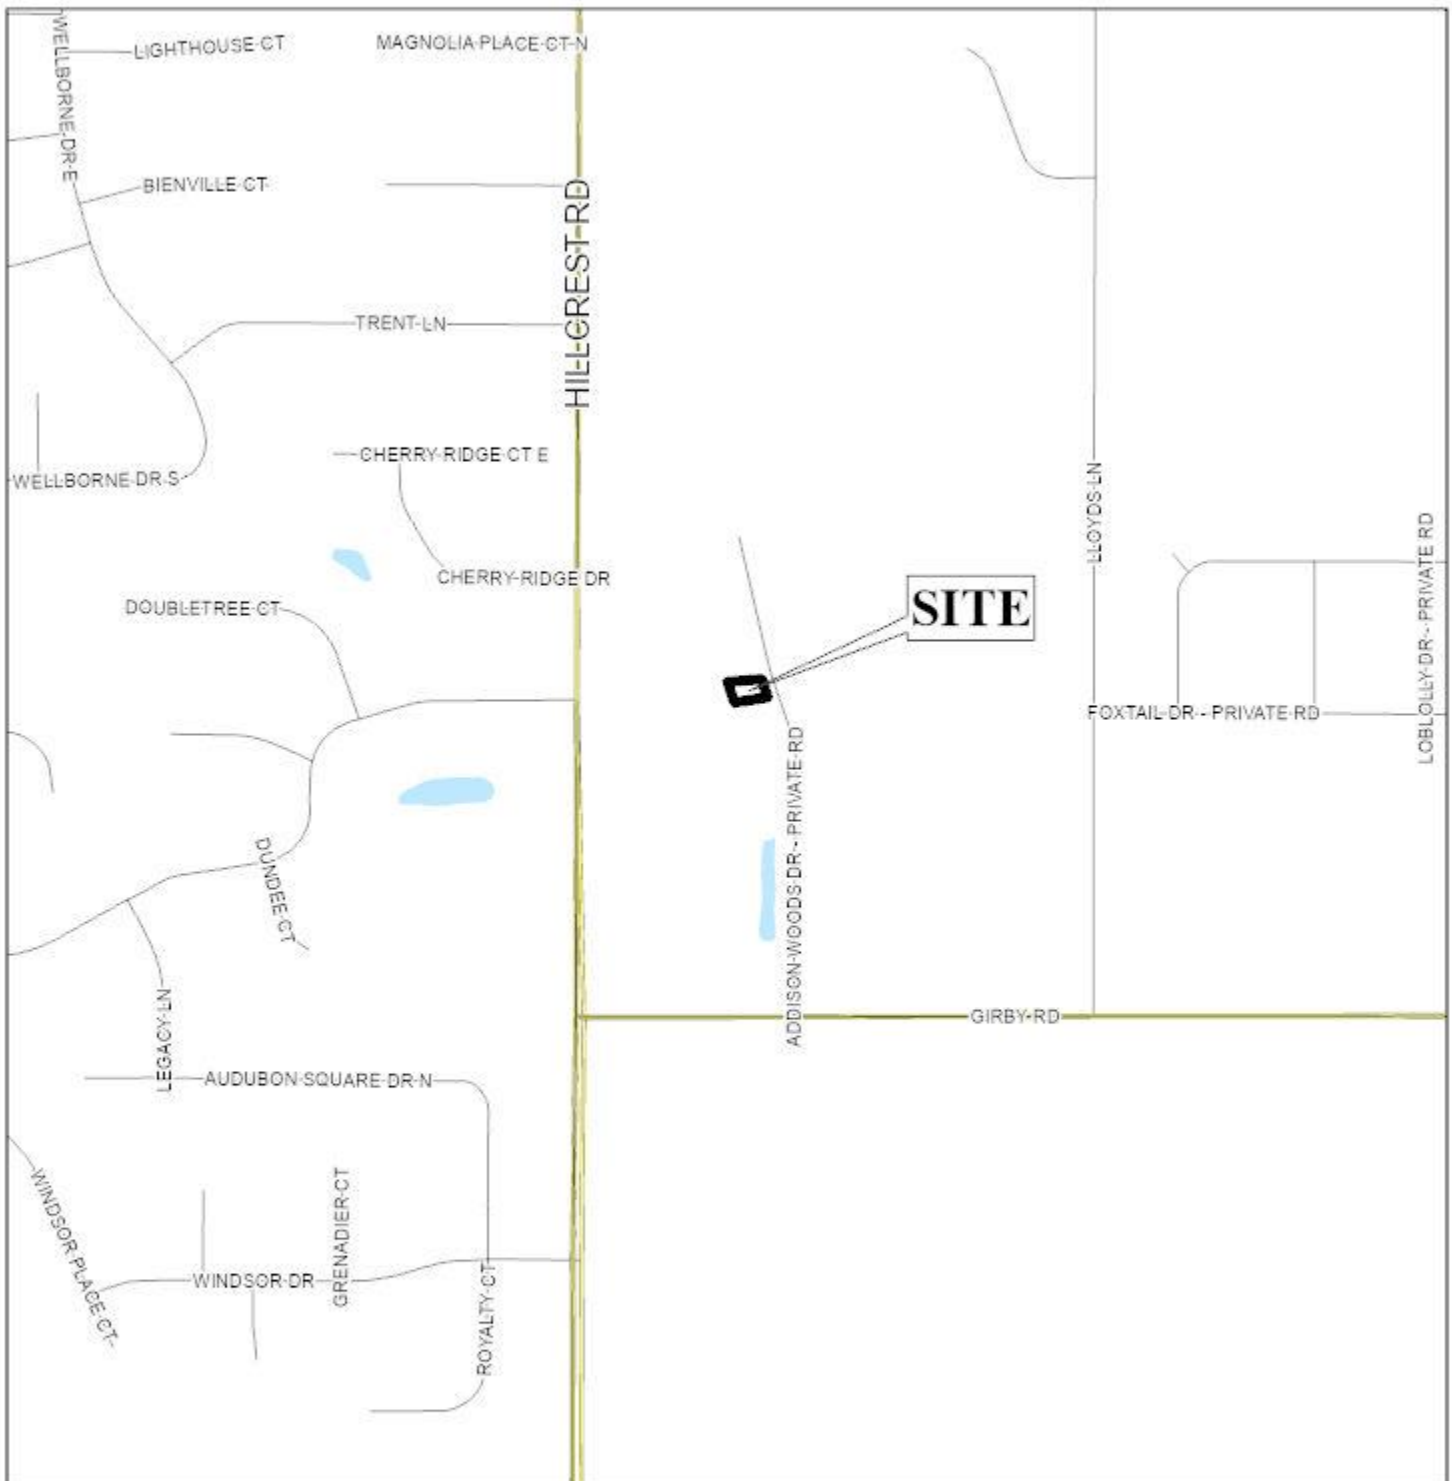 WELLBORNE DR E
LIGHTHOUSE CT
MAGNOLIA PLACE CT N
BIENVILLE CT
HILLCREST RD
TRENT LN
CHERRY RIDGE CT E
WELLBORNE DR S
LLOYDS LN
LOBLOLLY DR - PRIVATE RD
CHERRY RIDGE DR
DOUBLETREE CT
SITE
FOXTAIL DR - PRIVATE RD
ADDISON WOODS DR - PRIVATE RD
DUNDEE CT
LEGACY LN
GIRBY RD
AUDUBON SQUARE DR N
WINDSOR PLACE CT
GRENADIER CT
WINDSOR DR
ROYALTY CT